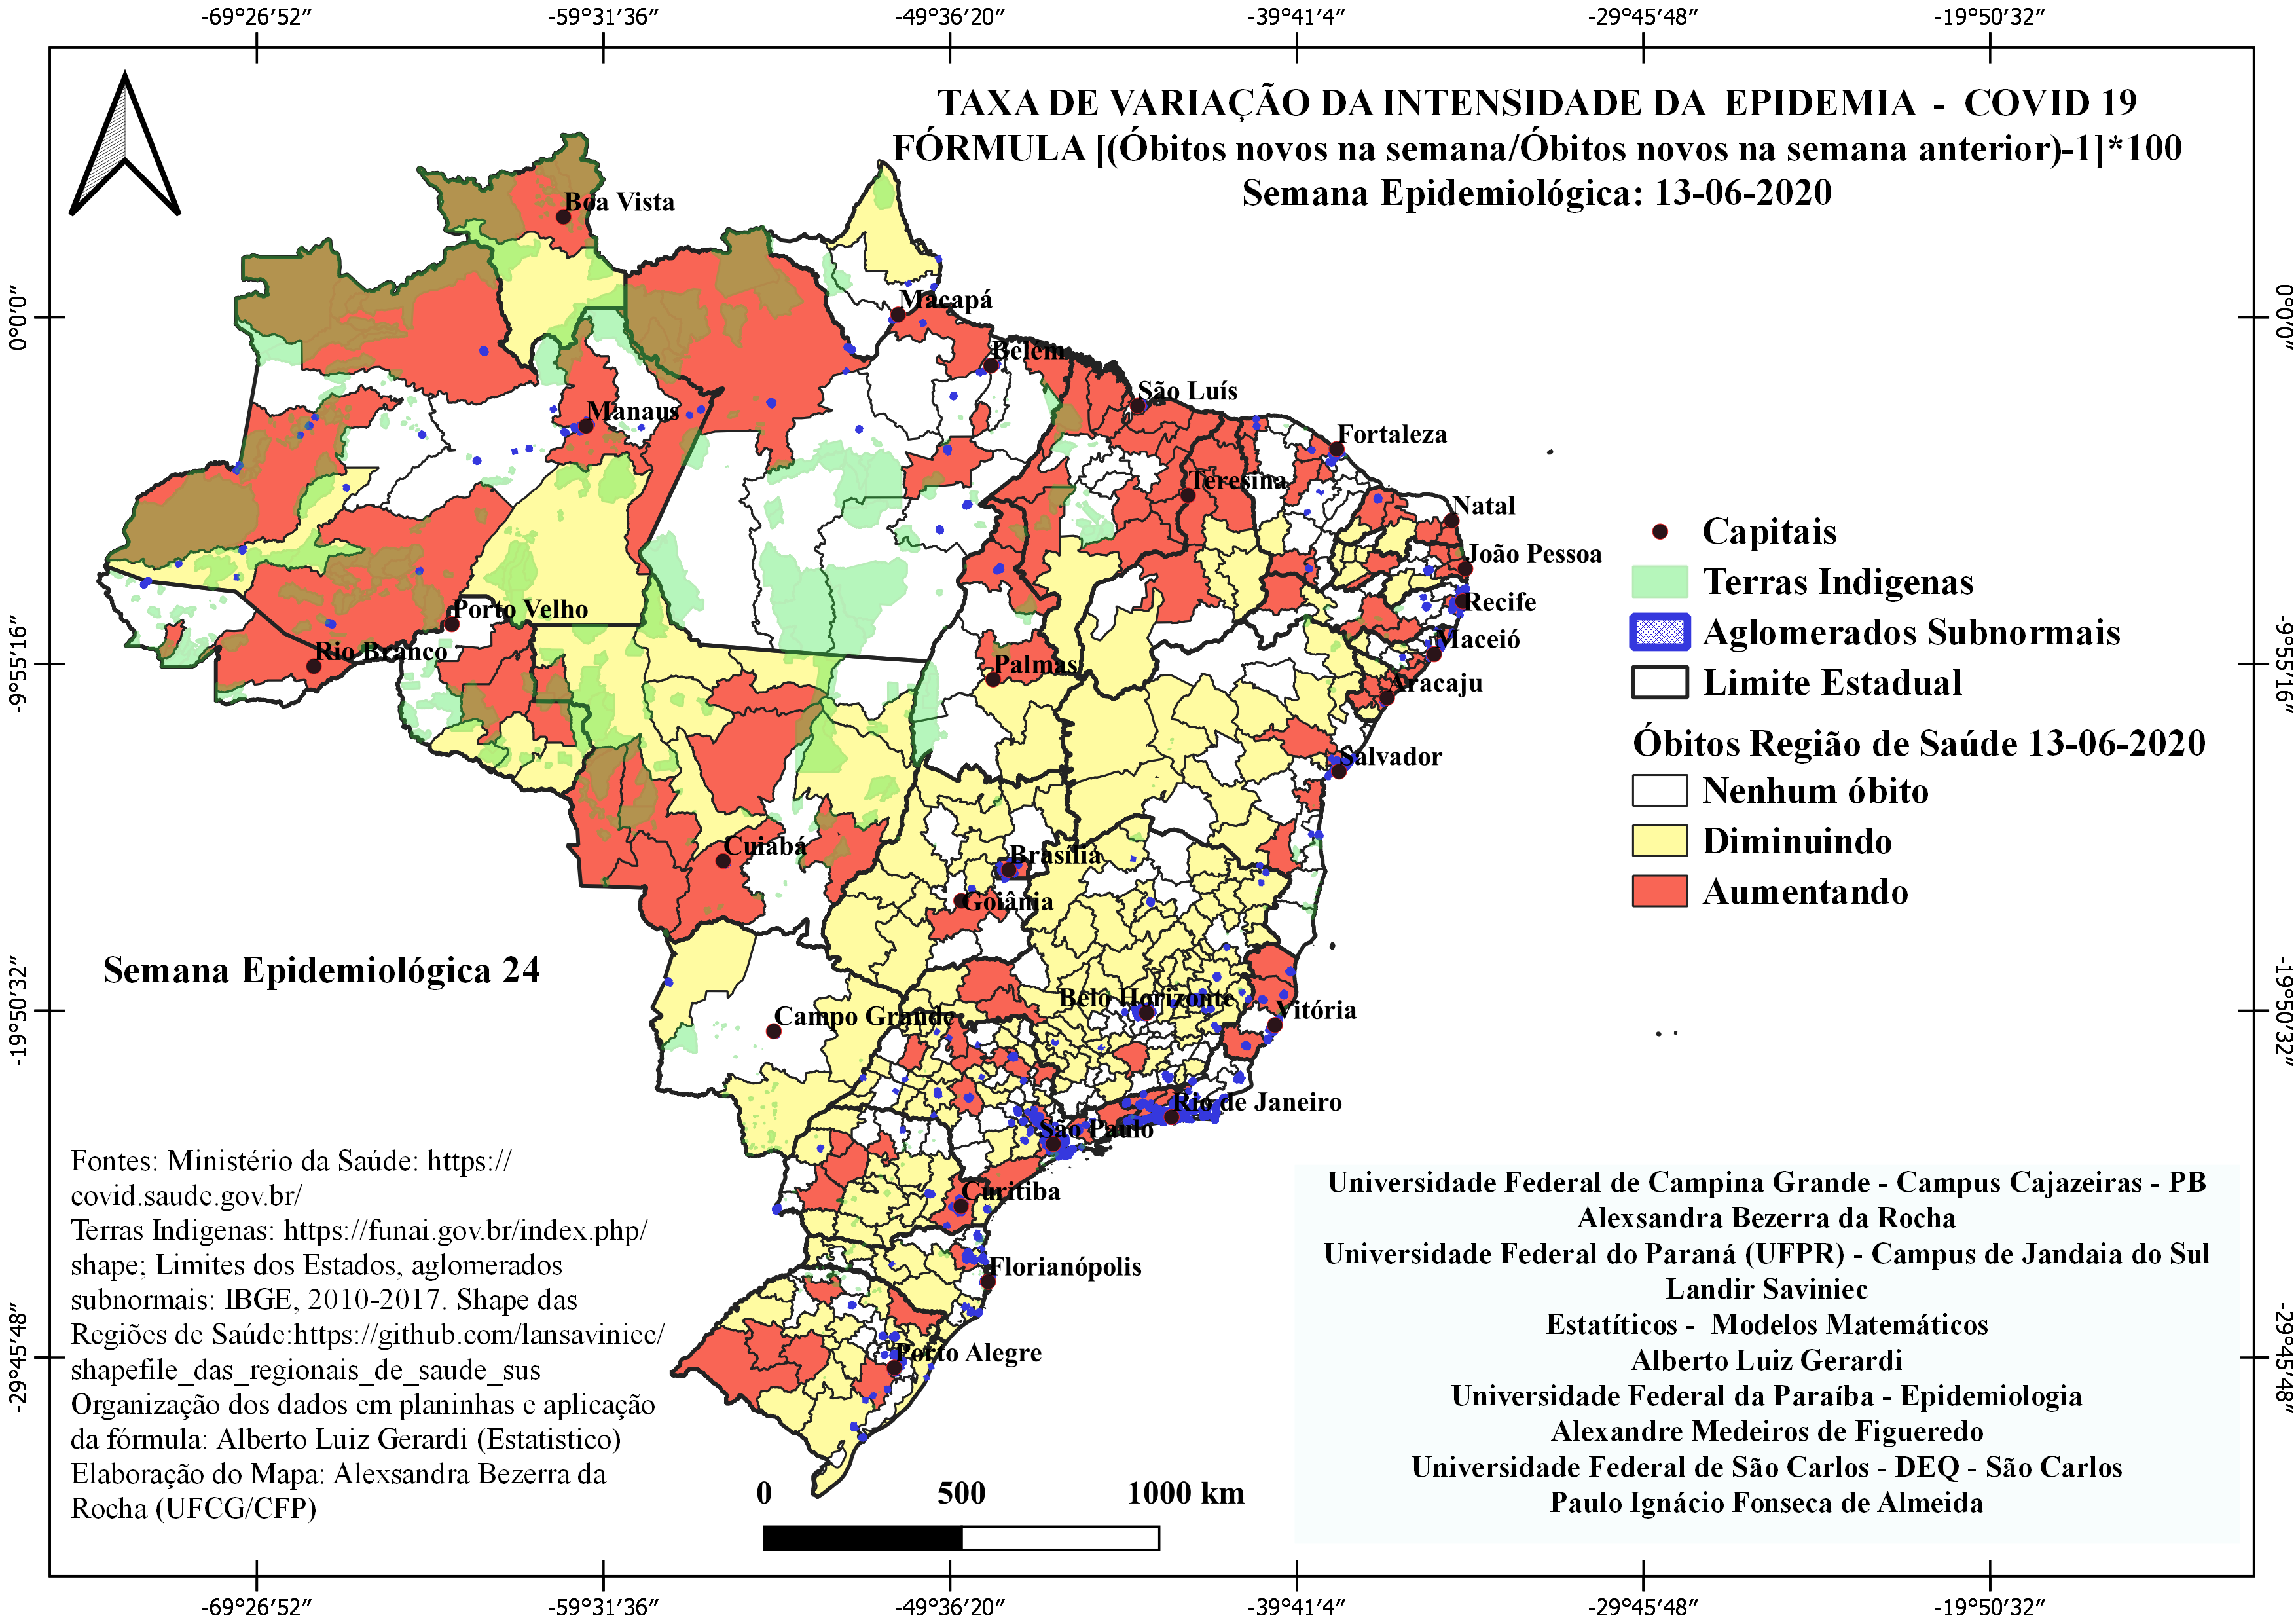 -69°26′52″ -59°31′36″ -49°36′20″ -39°41′4″ -29°45′48″ -19°50′32″
TAXA DE VARIAÇÃO DA INTENSIDADE DA EPIDEMIA - COVID 19
FÓRMULA [(Óbitos novos na semana/Óbitos novos na semana anterior)-1]*100
Semana Epidemiológica: 13-06-2020
Boa Vista
0°0′0″
0°0′0″
Macapá
Belém
São Luís
Manaus
Fortaleza
Teresina
Natal
João Pessoa
Recife
Porto Velho
Maceió
Rio Branco
Palmas
Aracaju
-9°55′16″
-9°55′16″
Salvador
Cuiabá
Brasília
Goiânia
Capitais
Terras Indigenas
Aglomerados Subnormais
Limite Estadual
Óbitos Região de Saúde 13-06-2020
Nenhum óbito
Diminuindo
Aumentando
Semana Epidemiológica 24
Belo Horizonte
Vitória
Campo Grande
-19°50′32″
-19°50′32″
Rio de Janeiro
São Paulo
Curitiba
Florianópolis
Porto Alegre
-29°45′48″
-29°45′48″
Fontes: Ministério da Saúde: https://
covid.saude.gov.br/
Terras Indigenas: https://funai.gov.br/index.php/
shape; Limites dos Estados, aglomerados
subnormais: IBGE, 2010-2017. Shape das
Regiões de Saúde:https://github.com/lansaviniec/
shapefile_das_regionais_de_saude_sus
Organização dos dados em planinhas e aplicação
da fórmula: Alberto Luiz Gerardi (Estatistico)
Elaboração do Mapa: Alexsandra Bezerra da
Rocha (UFCG/CFP)
0 500 1000 km
Universidade Federal de Campina Grande - Campus Cajazeiras - PB
Alexsandra Bezerra da Rocha
Universidade Federal do Paraná (UFPR) - Campus de Jandaia do Sul
Landir Saviniec
Estatíticos - Modelos Matemáticos
Alberto Luiz Gerardi
Universidade Federal da Paraíba - Epidemiologia
Alexandre Medeiros de Figueredo
Universidade Federal de São Carlos - DEQ - São Carlos
Paulo Ignácio Fonseca de Almeida
-69°26′52″ -59°31′36″ -49°36′20″ -39°41′4″ -29°45′48″ -19°50′32″